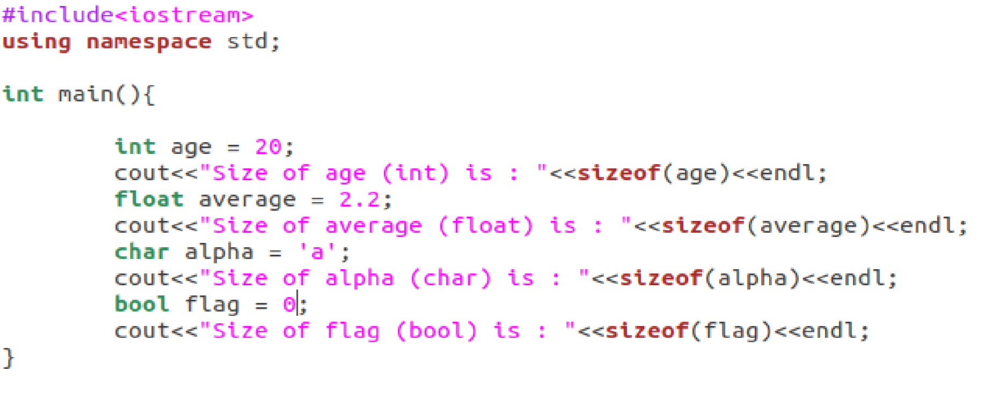 #include<iostream>
using namespace std;
int main(){
int age = 20;
cout<<"Size of age (int) is : "<<sizeof(age)<<endl;
float average = 2.2;
cout<<"Size of average (float) is : "<<sizeof(average)<<endl;
char alpha = 'a';
cout<<"Size of alpha (char) is : "<<sizeof(alpha)<<endl;
bool flag = 0;
cout<<"Size of flag (bool) is : "<<sizeof(flag)<<endl;
}